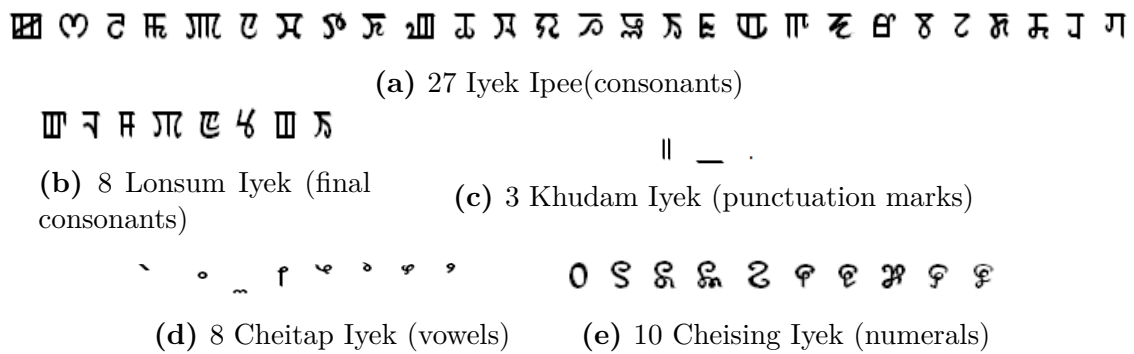 ꯀ ꯁ ꯂ ꯃ ꯄ ꯅ ꯆ ꯇ ꯈ ꯉ ꯊ ꯋ ꯌ ꯍ ꯎ ꯏ ꯐ ꯑ ꯒ ꯓ ꯔ ꯕ ꯖ ꯗ ꯘ ꯙ ꯚ
(a) 27 Iyek Ipee(consonants)
ꯛ ꯜ ꯝ ꯞ ꯟ ꯠ ꯡ ꯢ
(b) 8 Lonsum Iyek (final
consonants)
(c) 3 Khudam Iyek (punctuation marks)
(d) 8 Cheitap Iyek (vowels)
꯰ ꯱ ꯲ ꯳ ꯴ ꯵ ꯶ ꯷ ꯸ ꯹
(e) 10 Cheising Iyek (numerals)